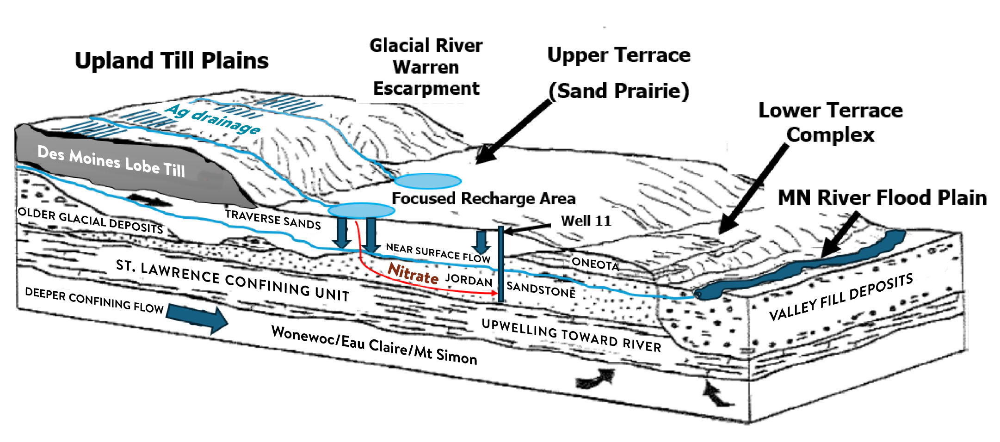 Upland Till Plains
Glacial River
Warren
Escarpment
Upper Terrace
(Sand Prairie)
Lower Terrace
Complex
MN River Flood Plain
Ag drainage
Des Moines Lobe Till
Focused Recharge Area
Well 11
OLDER GLACIAL DEPOSITS
TRAVERSE SANDS
NEAR SURFACE FLOW
ONEOTA
Nitrate
JORDAN
SANDSTONE
ST. LAWRENCE CONFINING UNIT
VALLEY FILL DEPOSITS
DEEPER CONFINING FLOW
UPWELLING TOWARD RIVER
Wonewoc/Eau Claire/Mt Simon